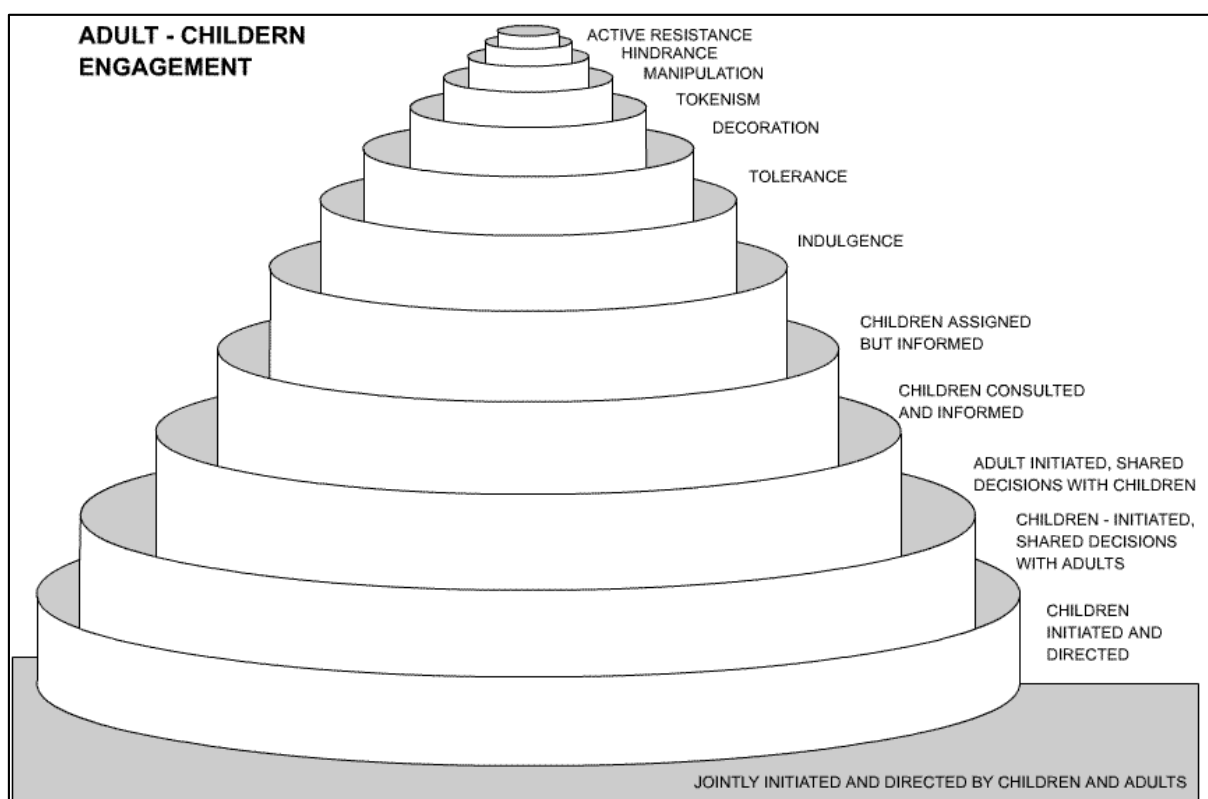 ADULT - CHILDERN
ENGAGEMENT
ACTIVE RESISTANCE
HINDRANCE
MANIPULATION
TOKENISM
DECORATION
TOLERANCE
INDULGENCE
CHILDREN ASSIGNED
BUT INFORMED
CHILDREN CONSULTED
AND INFORMED
ADULT INITIATED, SHARED
DECISIONS WITH CHILDREN
CHILDREN - INITIATED,
SHARED DECISIONS
WITH ADULTS
CHILDREN
INITIATED AND
DIRECTED
JOINTLY INITIATED AND DIRECTED BY CHILDREN AND ADULTS